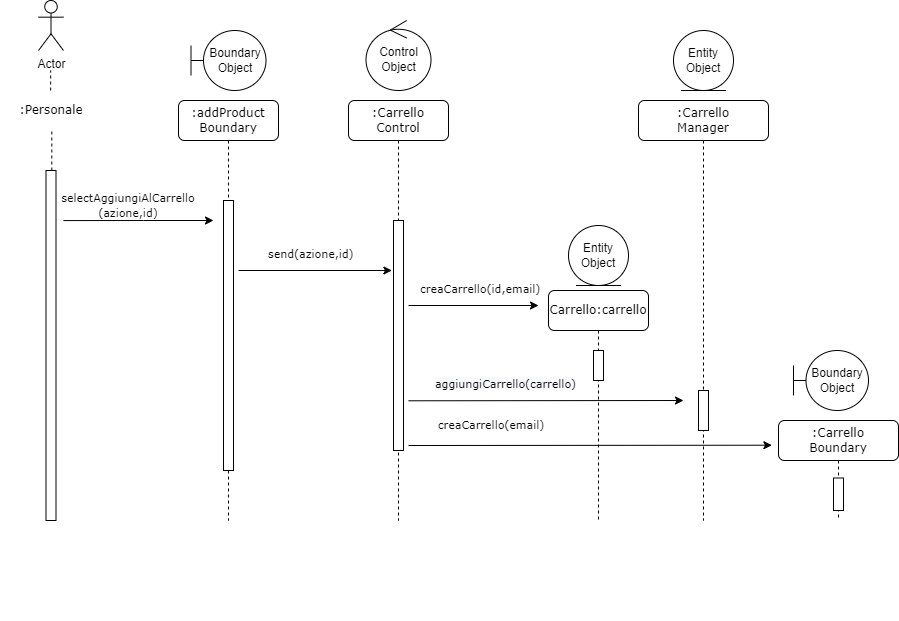 Actor
:Personale
Boundary
Object
:addProduct
Boundary
Control
Object
:Carrello
Control
Entity
Object
:Carrello
Manager
selectAggiungiAlCarrello
(azione,id)
send(azione,id)
creaCarrello(id,email)
Entity
Object
Carrello:carrello
aggiungiCarrello(carrello)
creaCarrello(email)
Boundary
Object
:Carrello
Boundary